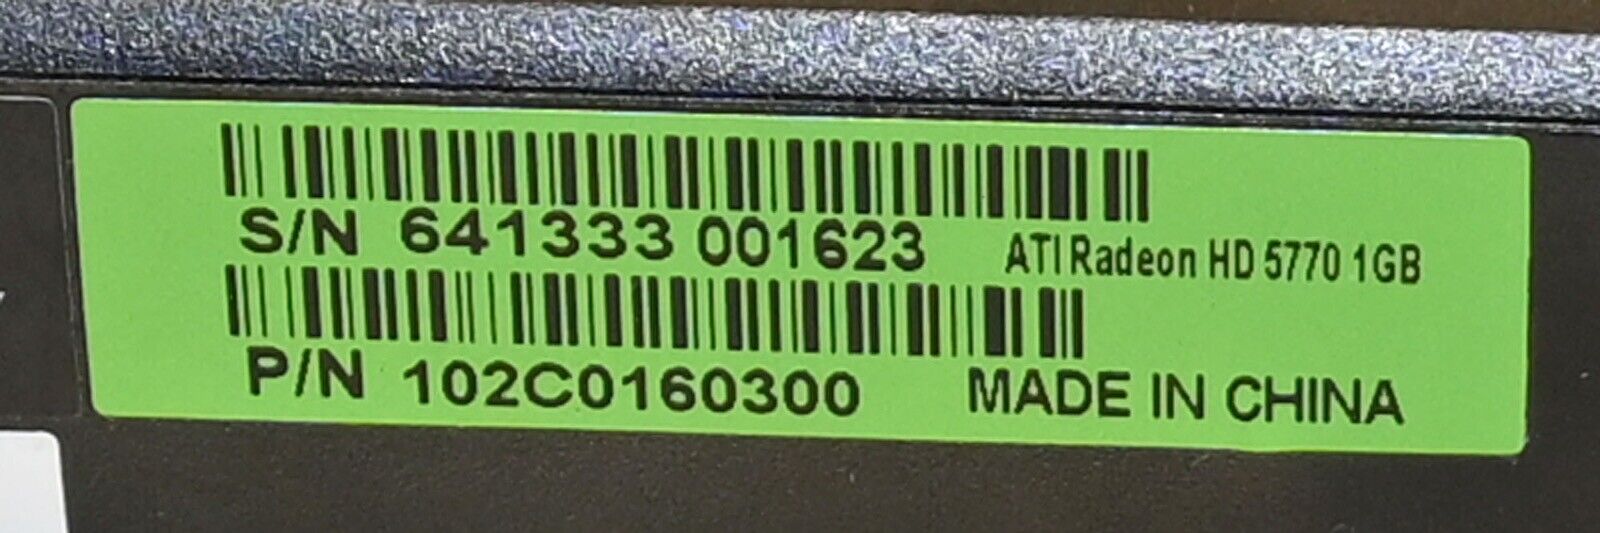 S/N 641333 001623 ATI Radeon HD 5770 1GB
P/N 102C0160300 MADE IN CHINA